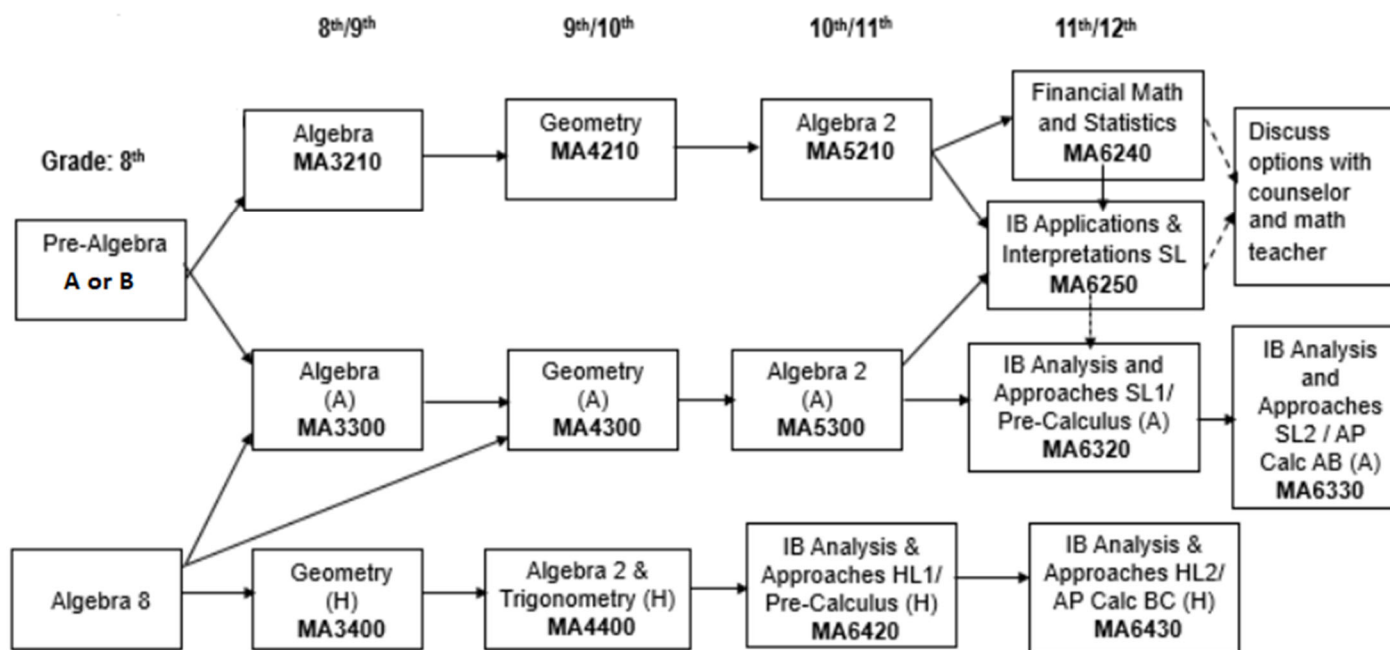 8th/9th
9th/10th
10th/11th
11th/12th
Grade: 8th
Pre-Algebra
A or B
Algebra
MA3210
Geometry
MA4210
Algebra 2
MA5210
Financial Math
and Statistics
MA6240
Discuss
options with
counselor
and math
teacher
IB Applications &
Interpretations SL
MA6250
Algebra
(A)
MA3300
Geometry
(A)
MA4300
Algebra 2
(A)
MA5300
IB Analysis and
Approaches SL1/
Pre-Calculus (A)
MA6320
IB Analysis
and
Approaches
SL2 / AP
Calc AB (A)
MA6330
Algebra 8
Geometry
(H)
MA3400
Algebra 2 &
Trigonometry (H)
MA4400
IB Analysis &
Approaches HL1/
Pre-Calculus (H)
MA6420
IB Analysis &
Approaches HL2/
AP Calc BC (H)
MA6430